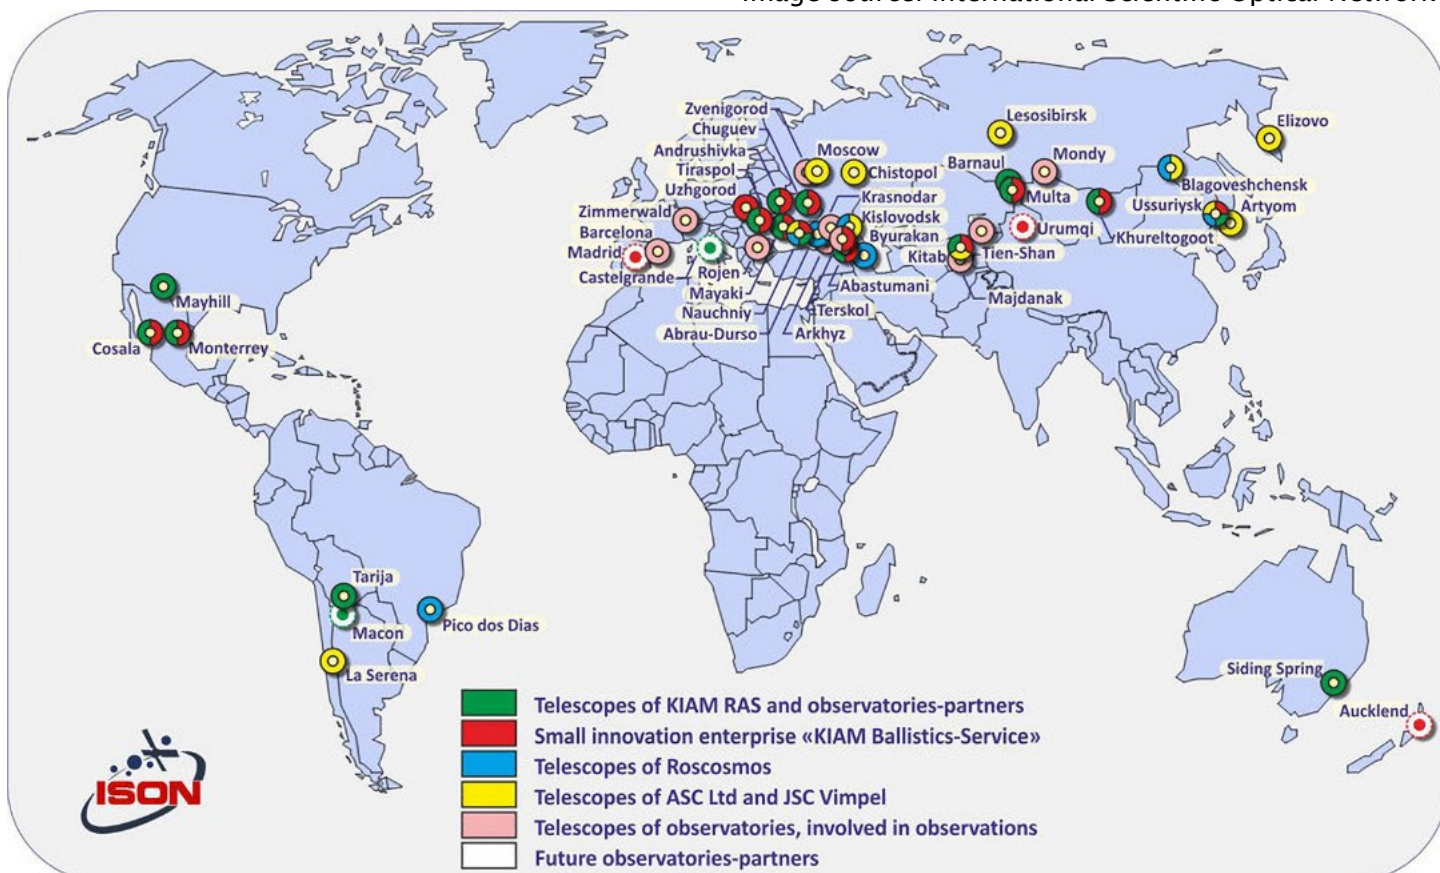 Image source: International Scientific Optical Network
Zvenigorod
Chuguev
Andrushivka
Tiraspol
Uzhgorod
Zimmerwald
Barcelona
Madrid
Castelgrande
Rojen
Mayaki
Nauchniy
Abrau-Durso
Moscow
Chistopol
Krasnodar
Kislovodsk
Byurakan
Abastumani
Terskol
Arkhyz
Lesosibirsk
Elizovo
Barnaul
Mondy
Multa
Blagoveshchensk
Ussuriysk
Artyom
Urumqi
Khureltogoot
Kitab
Tien-Shan
Majdanak
Mayhill
Cosala
Monterrey
Tarija
Macon
Pico dos Dias
La Serena
Siding Spring
Aucklend
Telescopes of KIAM RAS and observatories-partners
Small innovation enterprise «KIAM Ballistics-Service»
Telescopes of Roscosmos
Telescopes of ASC Ltd and JSC Vimpel
Telescopes of observatories, involved in observations
Future observatories-partners
ISON